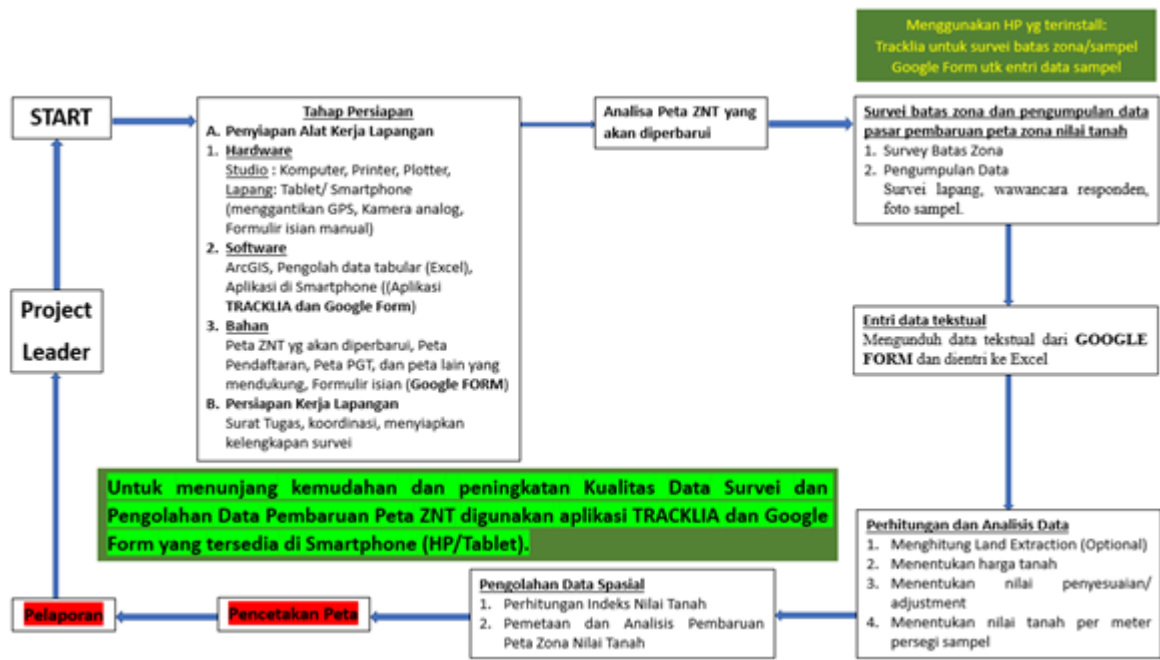 Menggunakan HP yg terinstall:
Tracklia untuk survei batas zona/sampel
Google Form utk entri data sampel
START
Tahap Persiapan
A. Penyiapan Alat Kerja Lapangan
1. Hardware
Studio : Komputer, Printer, Plotter,
Lapang: Tablet/ Smartphone
(menggantikan GPS, Kamera analog,
Formulir isian manual)
2. Software
ArcGIS, Pengolah data tabular (Excel),
Aplikasi di Smartphone ((Aplikasi
TRACKLIA dan Google Form)
3. Bahan
Peta ZNT yg akan diperbarui, Peta
Pendaftaran, Peta PGT, dan peta lain yang
mendukung, Formulir isian (Google FORM)
B. Persiapan Kerja Lapangan
Surat Tugas, koordinasi, menyiapkan
kelengkapan survei
Analisa Peta ZNT yang
akan diperbarui
Survei batas zona dan pengumpulan data
pasar pembaruan peta zona nilai tanah
1. Survey Batas Zona
2. Pengumpulan Data
Survei lapang, wawancara responden,
foto sampel.
Project
Leader
Entri data tekstual
Mengunduh data tekstual dari GOOGLE
FORM dan dientri ke Excel
Untuk menunjang kemudahan dan peningkatan Kualitas Data Survei dan
Pengolahan Data Pembaruan Peta ZNT digunakan aplikasi TRACKLIA dan Google
Form yang tersedia di Smartphone (HP/Tablet).
Perhitungan dan Analisis Data
1. Menghitung Land Extraction (Optional)
2. Menentukan harga tanah
3. Menentukan nilai penyesuaian/
adjustment
4. Menentukan nilai tanah per meter
persegi sampel
Pengolahan Data Spasial
1. Perhitungan Indeks Nilai Tanah
2. Pemetaan dan Analisis Pembaruan
Peta Zona Nilai Tanah
Pencetakan Peta
Pelaporan